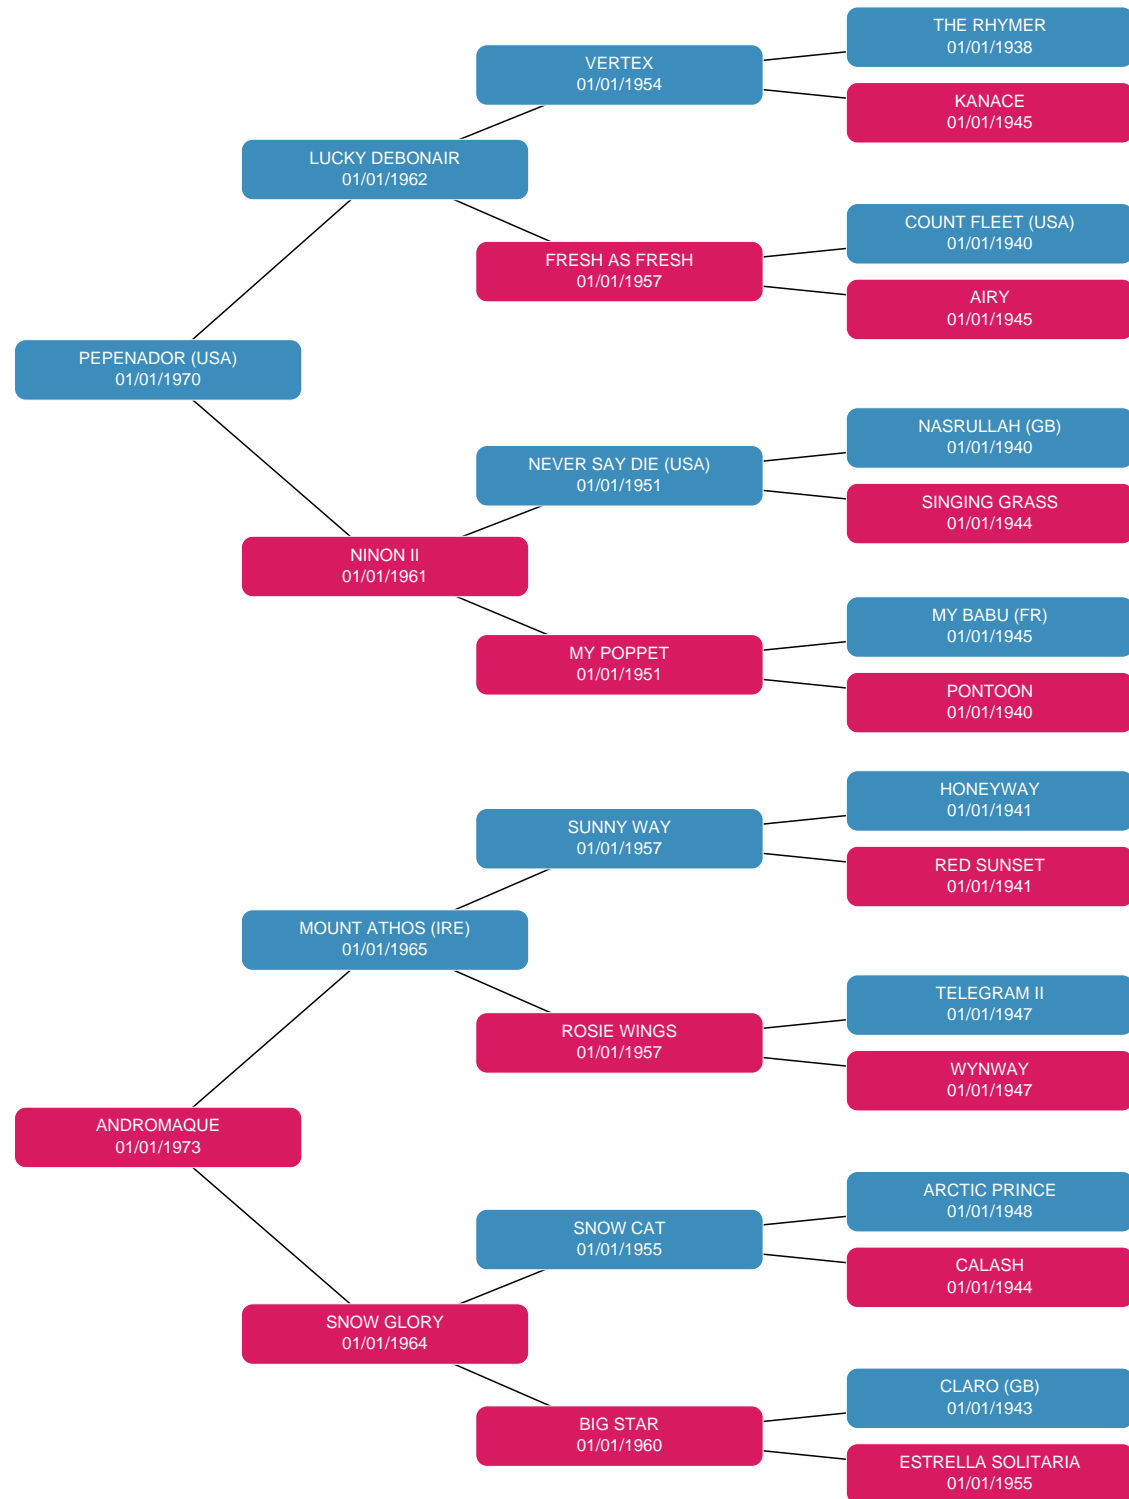 THE RHYMER
01/01/1938
VERTEX
01/01/1954
KANACE
01/01/1945
LUCKY DEBONAIR
01/01/1962
COUNT FLEET (USA)
01/01/1940
FRESH AS FRESH
01/01/1957
AIRY
01/01/1945
PEPENADOR (USA)
01/01/1970
NASRULLAH (GB)
01/01/1940
NEVER SAY DIE (USA)
01/01/1951
SINGING GRASS
01/01/1944
NINON II
01/01/1961
MY BABU (FR)
01/01/1945
MY POPPET
01/01/1951
PONTOON
01/01/1940
HONEYWAY
01/01/1941
SUNNY WAY
01/01/1957
RED SUNSET
01/01/1941
MOUNT ATHOS (IRE)
01/01/1965
TELEGRAM II
01/01/1947
ROSIE WINGS
01/01/1957
WYNWAY
01/01/1947
ANDROMAQUE
01/01/1973
ARCTIC PRINCE
01/01/1948
SNOW CAT
01/01/1955
CALASH
01/01/1944
SNOW GLORY
01/01/1964
CLARO (GB)
01/01/1943
BIG STAR
01/01/1960
ESTRELLA SOLITARIA
01/01/1955